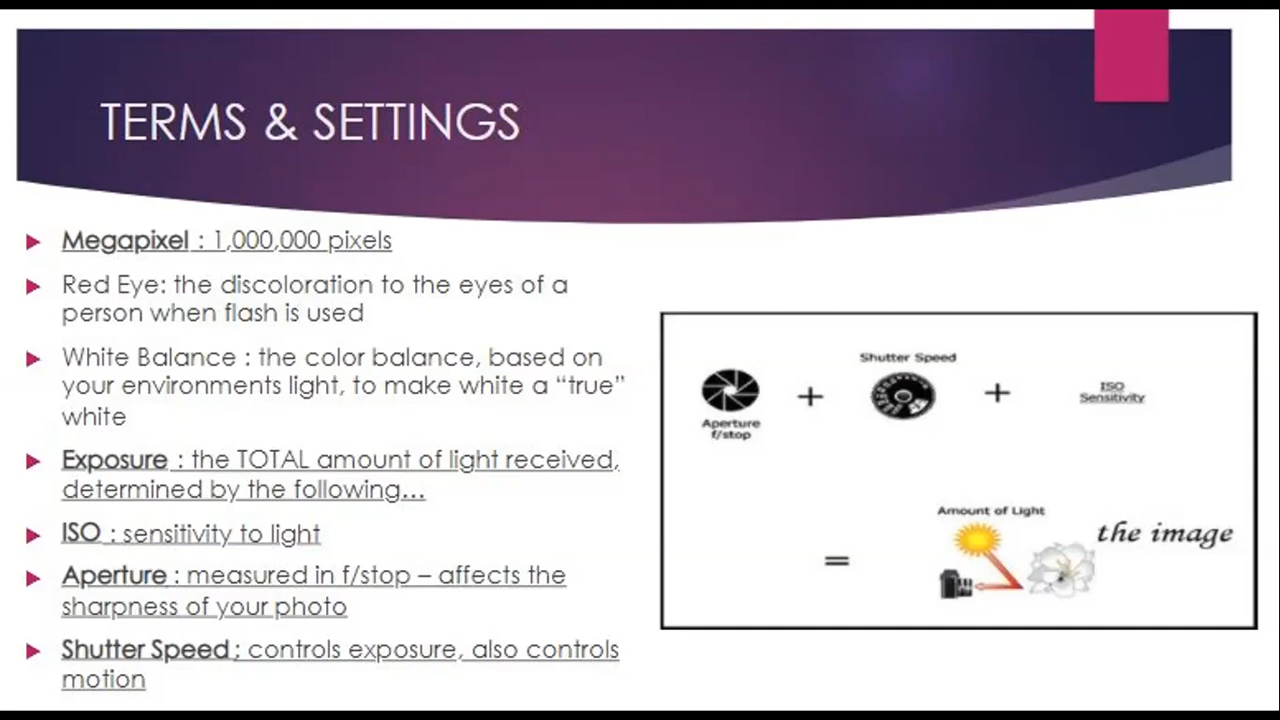 TERMS & SETTINGS
Megapixel : 1,000,000 pixels
Red Eye: the discoloration to the eyes of a
person when flash is used
White Balance : the color balance, based on
your environments light, to make white a “true”
white
Exposure : the TOTAL amount of light received,
determined by the following…
ISO : sensitivity to light
Aperture : measured in f/stop – affects the
sharpness of your photo
Shutter Speed ; controls exposure, also controls
motion
Aperture
f/stop
+
Shutter Speed
+
ISO
Sensitivity
=
Amount of Light
the image